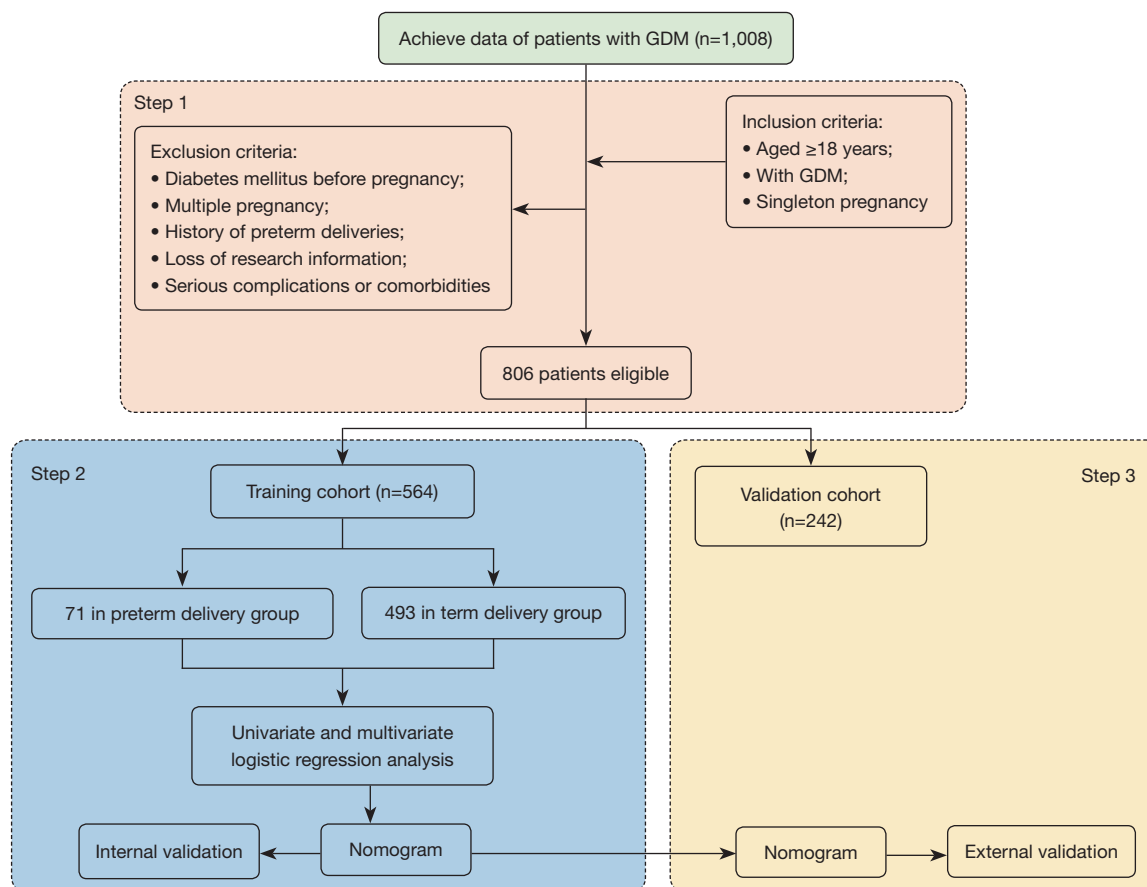 Achieve data of patients with GDM (n=1,008)
Step 1
Exclusion criteria:
• Diabetes mellitus before pregnancy;
• Multiple pregnancy;
• History of preterm deliveries;
• Loss of research information;
• Serious complications or comorbidities
Inclusion criteria:
• Aged ≥18 years;
• With GDM;
• Singleton pregnancy
806 patients eligible
Step 2
Training cohort (n=564)
71 in preterm delivery group
493 in term delivery group
Univariate and multivariate
logistic regression analysis
Internal validation
Nomogram
Step 3
Validation cohort
(n=242)
Nomogram
External validation